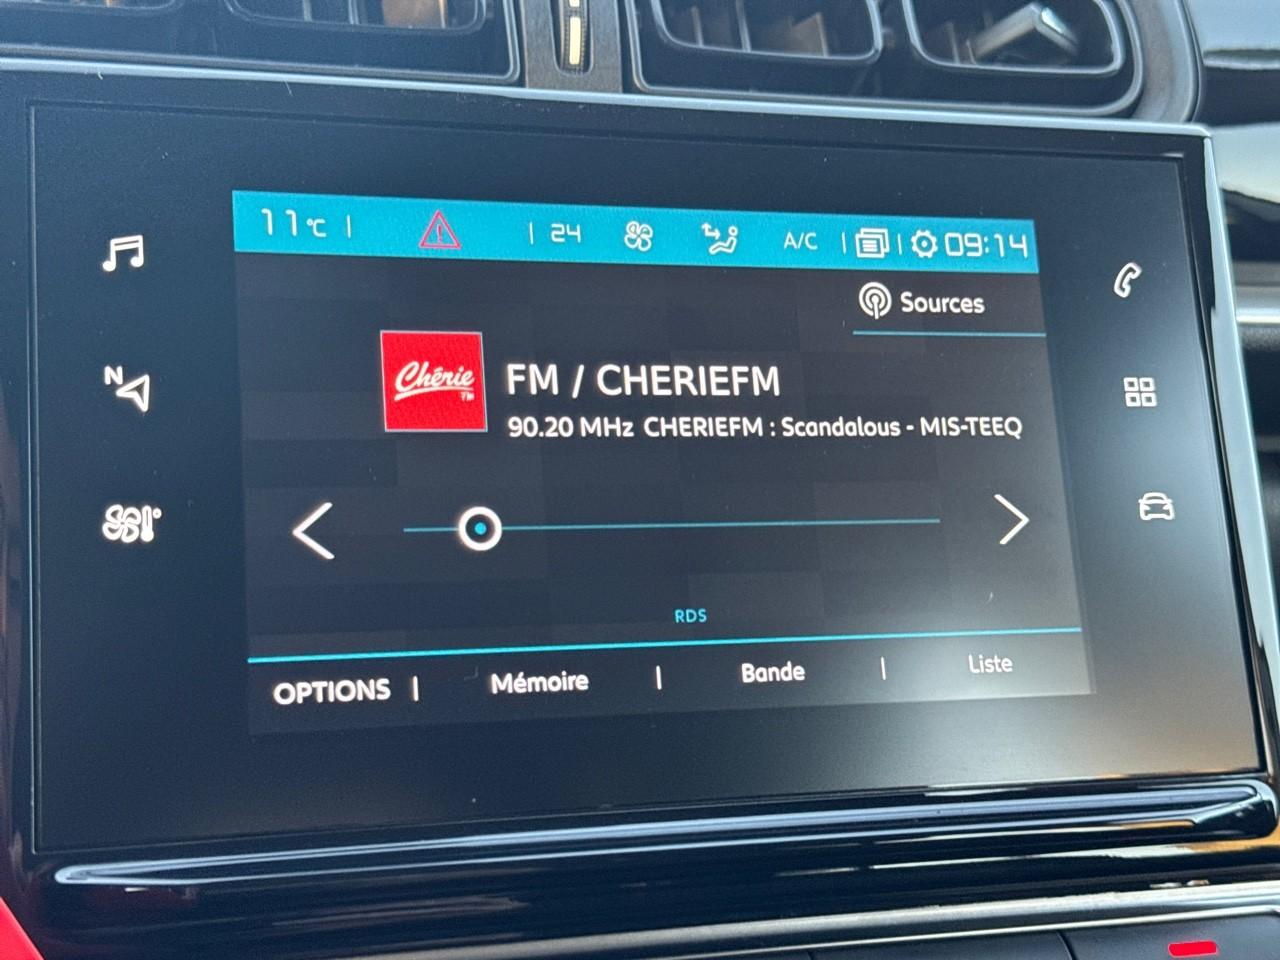 11°C | | 24 A/C | | 09:14
Sources
Chérie FM
FM / CHERIEFM
90.20 MHz CHERIEFM : Scandalous - MIS-TEEQ
N
RDS
OPTIONS | Mémoire | Bande | Liste